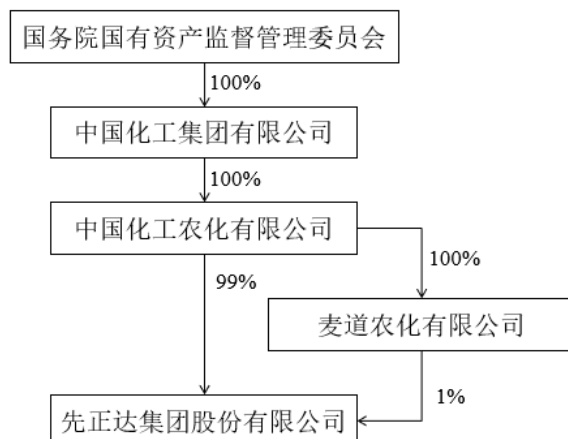 国务院国有资产监督管理委员会
100%
中国化工集团有限公司
100%
中国化工农化有限公司
99%
100%
麦道农化有限公司
1%
先正达集团股份有限公司